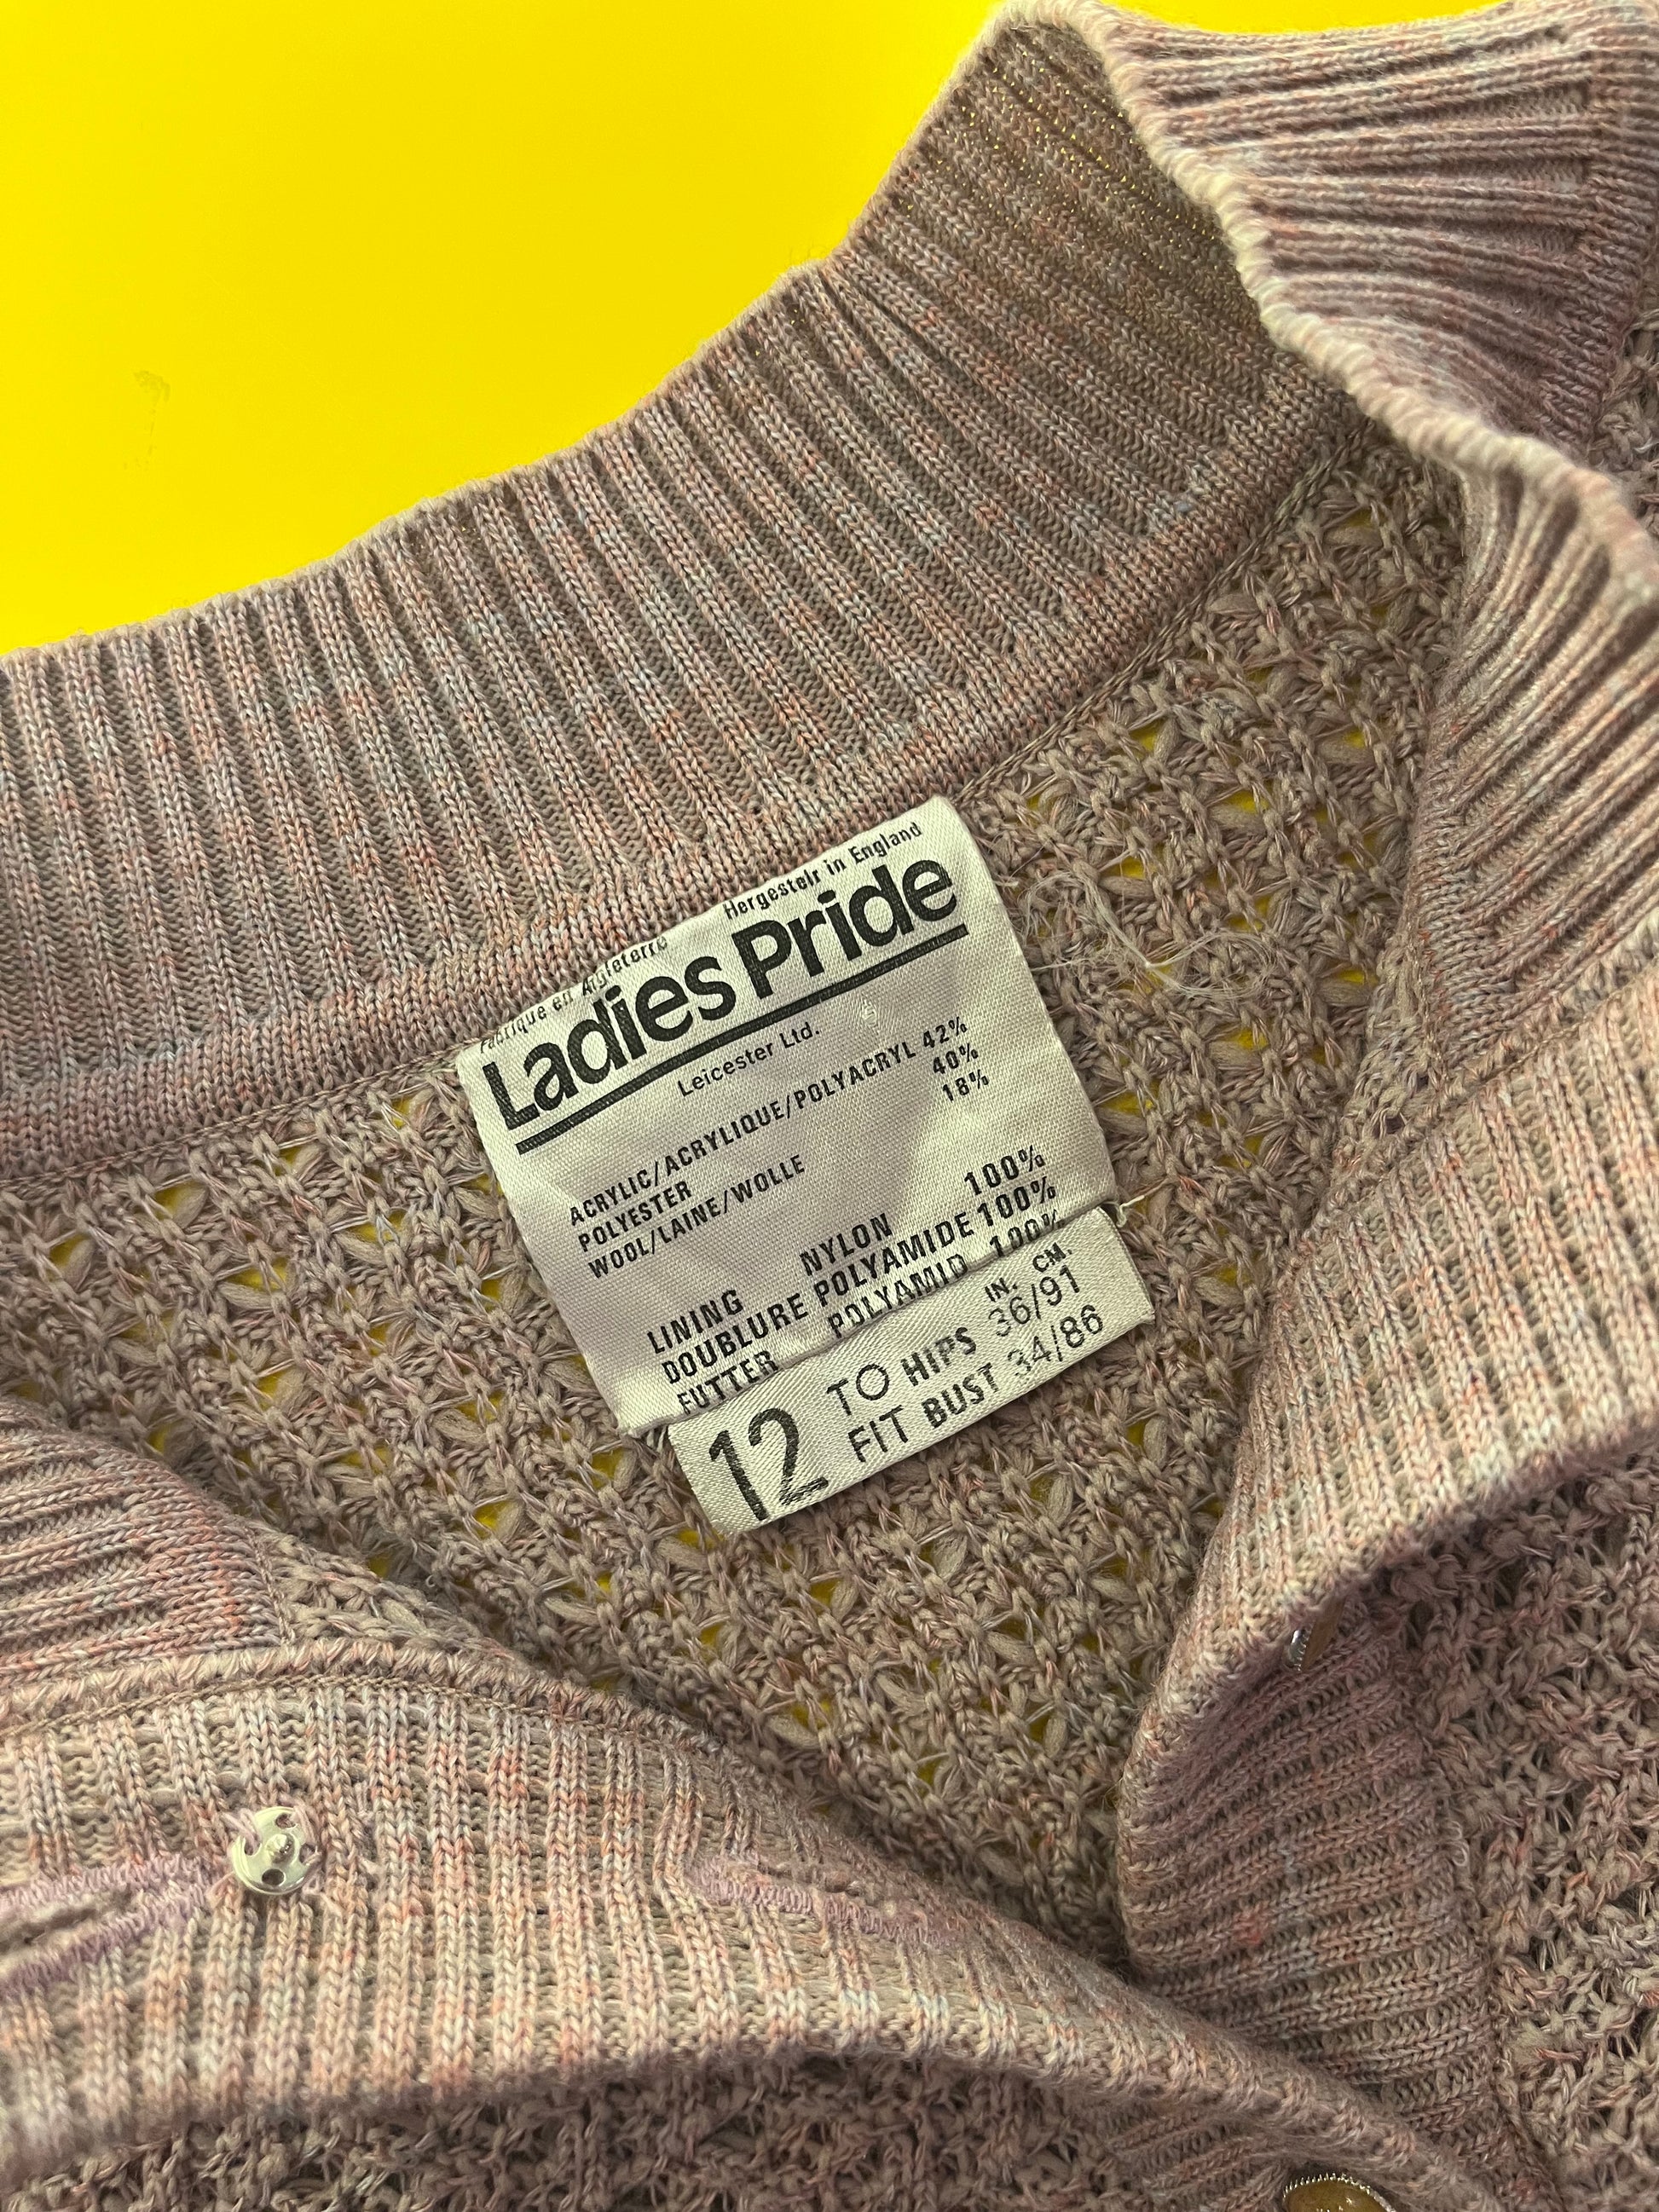 Fabrique en Angleterre Hergestelr in England
Ladies Pride
Leicester Ltd.
ACRYLIC/ACRYLIQUE/POLYACRYL 42%
POLYESTER 40%
WOOL/LAINE/WOLLE 18%
LINING NYLON 100%
DOUBLURE POLYAMIDE 100%
FUTTER POLYAMID 100%
IN. CM.
12 TO HIPS 36/91
FIT BUST 34/86